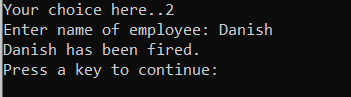 Your choice here..2
Enter name of employee: Danish
Danish has been fired.
Press a key to continue: